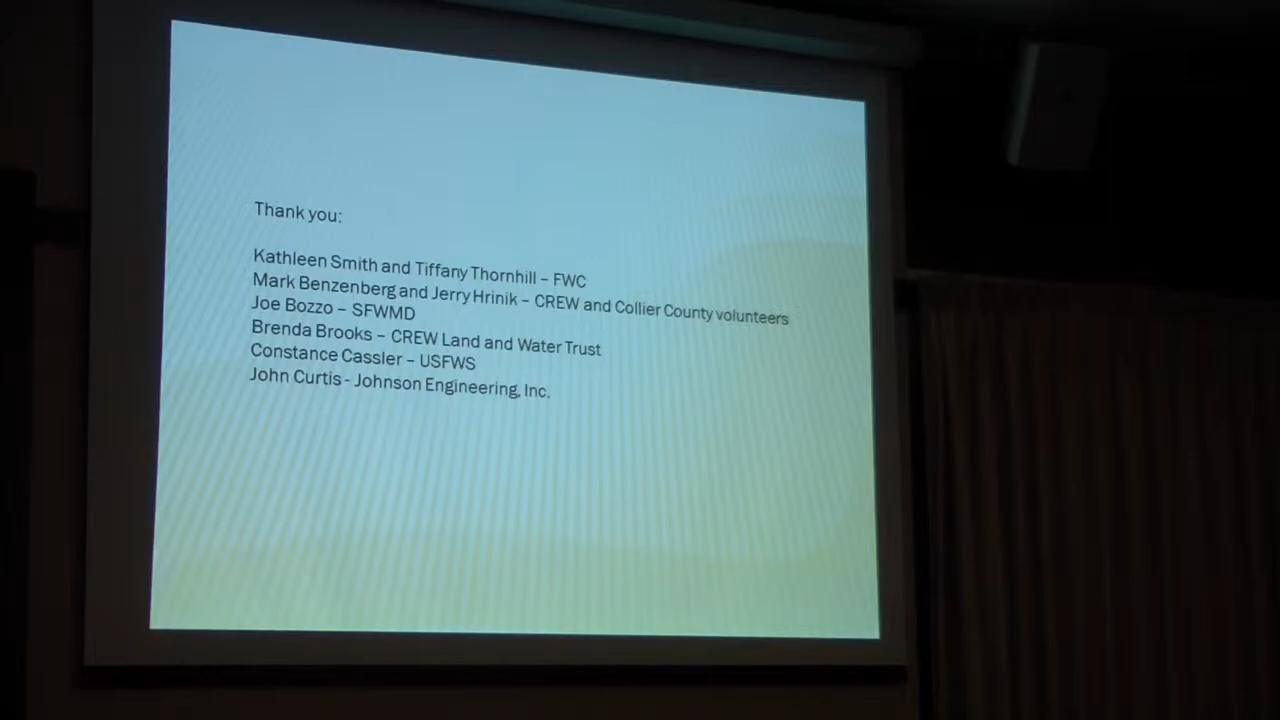 Thank you:
Kathleen Smith and Tiffany Thornhill – FWC
Mark Benzenberg and Jerry Hrinik – CREW and Collier County volunteers
Joe Bozzo – SFWMD
Brenda Brooks – CREW Land and Water Trust
Constance Cassler – USFWS
John Curtis - Johnson Engineering, Inc.